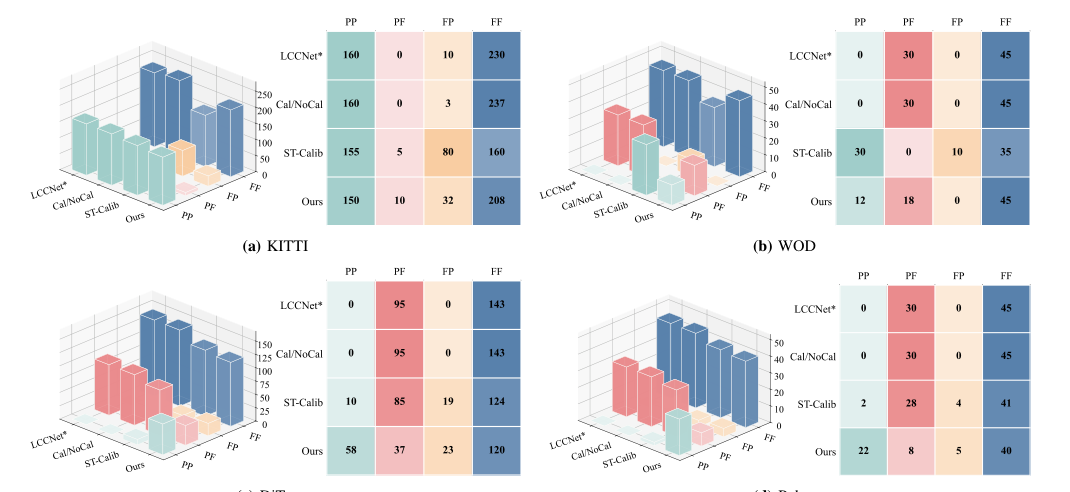 PP PF FP FF
LCCNet* 160 0 10 230
Cal/NoCal 160 0 3 237
ST-Calib 155 5 80 160
Ours 150 10 32 208
250
200
150
100
50
0
LCCNet*
Cal/NoCal
ST-Calib
Ours
PP
PF
FP
FF
(a) KITTI
PP PF FP FF
LCCNet* 0 30 0 45
Cal/NoCal 0 30 0 45
ST-Calib 30 0 10 35
Ours 12 18 0 45
50
40
30
20
10
0
LCCNet*
Cal/NoCal
ST-Calib
Ours
PP
PF
FP
FF
(b) WOD
PP PF FP FF
LCCNet* 0 95 0 143
Cal/NoCal 0 95 0 143
ST-Calib 10 85 19 124
Ours 58 37 23 120
150
125
100
75
50
25
0
LCCNet*
Cal/NoCal
ST-Calib
Ours
PP
PF
FP
FF
PP PF FP FF
LCCNet* 0 30 0 45
Cal/NoCal 0 30 0 45
ST-Calib 2 28 4 41
Ours 22 8 5 40
50
40
30
20
10
0
LCCNet*
Cal/NoCal
ST-Calib
Ours
PP
PF
FP
FF